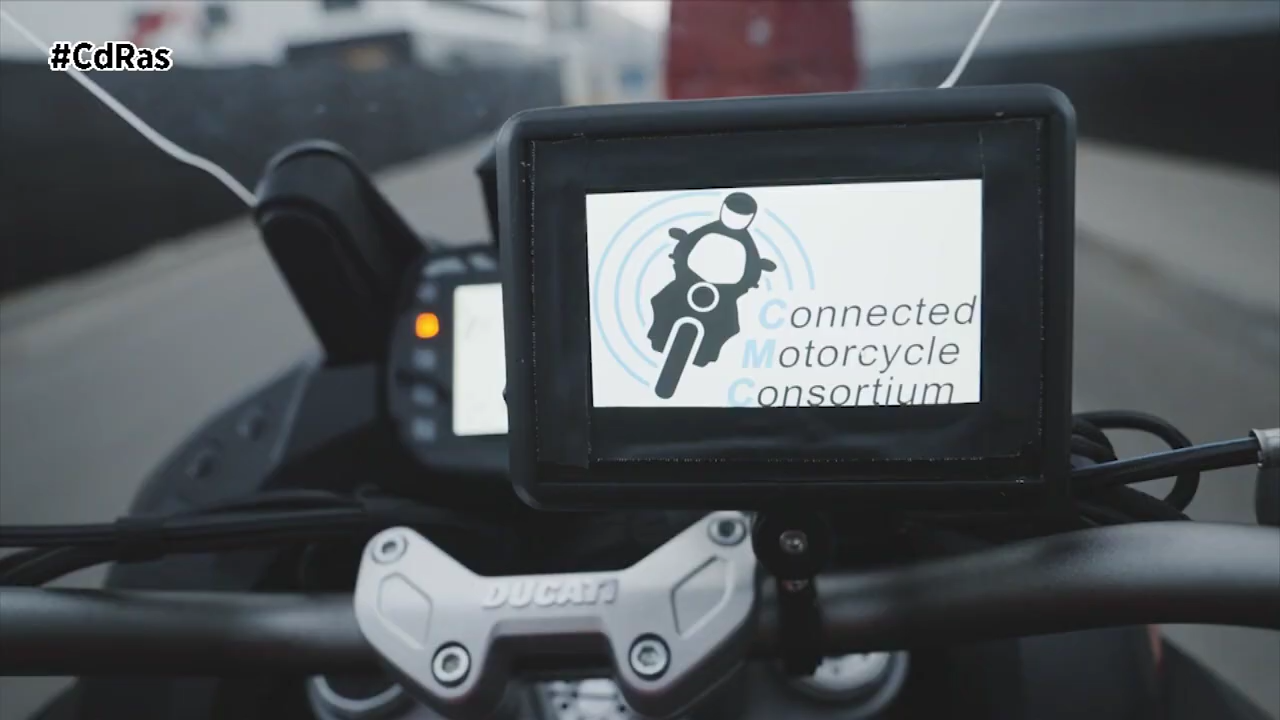 #CdRas
Connected
Motorcycle
Consortium
DUCATI